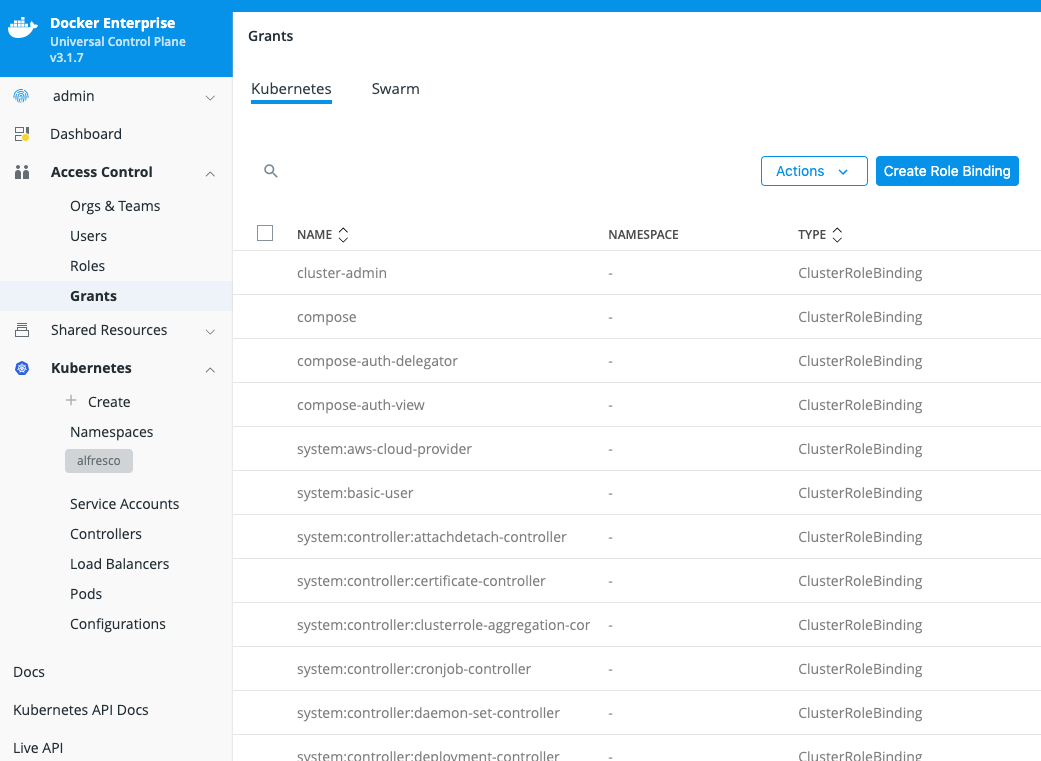 Docker Enterprise
Universal Control Plane
v3.1.7
admin
Dashboard
Access Control
Orgs & Teams
Users
Roles
Grants
Shared Resources
Kubernetes
+ Create
Namespaces
alfresco
Service Accounts
Controllers
Load Balancers
Pods
Configurations
Docs
Kubernetes API Docs
Live API
Grants
Kubernetes Swarm
Actions Create Role Binding
NAME NAMESPACE TYPE
cluster-admin - ClusterRoleBinding
compose - ClusterRoleBinding
compose-auth-delegator - ClusterRoleBinding
compose-auth-view - ClusterRoleBinding
system:aws-cloud-provider - ClusterRoleBinding
system:basic-user - ClusterRoleBinding
system:controller:attachdetach-controller - ClusterRoleBinding
system:controller:certificate-controller - ClusterRoleBinding
system:controller:clusterrole-aggregation-cor - ClusterRoleBinding
system:controller:cronjob-controller - ClusterRoleBinding
system:controller:daemon-set-controller - ClusterRoleBinding
system:controller:deployment-controller - ClusterRoleBinding